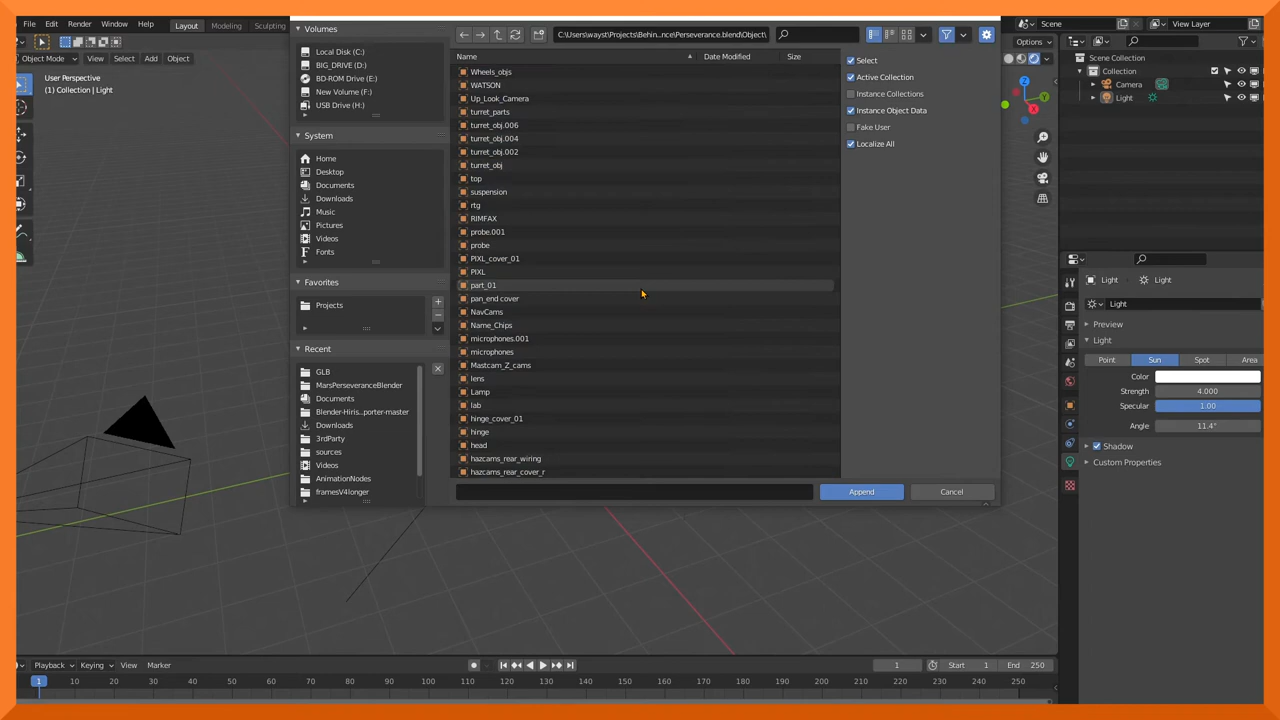 File Edit Render Window Help Layout Modeling Sculpting Scene View Layer
Object Mode View Select Add Object Options
User Perspective
(1) Collection | Light
Volumes
Local Disk (C:)
BIG_DRIVE (D:)
BD-ROM Drive (E:)
New Volume (F:)
USB Drive (H:)
System
Home
Desktop
Documents
Downloads
Music
Pictures
Videos
Fonts
Favorites
Projects
Recent
GLB
MarsPerseveranceBlender
Documents
Blender-Hiris...porter-master
Downloads
3rdParty
sources
Videos
AnimationNodes
framesV4longer
C:\Users\wayst\Projects\Behin...nce\Perseverance.blend\Object\
Name Date Modified Size
Wheels_objs
WATSON
Up_Look_Camera
turret_parts
turret_obj.006
turret_obj.004
turret_obj.002
turret_obj
top
suspension
rtg
RIMFAX
probe.001
probe
PIXL_cover_01
PIXL
part_01
pan_end cover
NavCams
Name_Chips
microphones.001
microphones
Mastcam_Z_cams
lens
Lamp
lab
hinge_cover_01
hinge
head
hazcams_rear_wiring
hazcams_rear_cover_r
Append Cancel
Select
Active Collection
Instance Collections
Instance Object Data
Fake User
Localize All
X
Y
Z
Scene Collection
Collection
Camera
Light
Light Light
Light
Preview
Light
Point Sun Spot Area
Color
Strength 4.000
Specular 1.00
Angle 11.4°
Shadow
Custom Properties
Playback Keying View Marker 1 Start 1 End 250
1 10 20 30 40 50 60 70 80 90 100 110 120 130 140 150 160 170 180 190 200 210 220 230 240 250